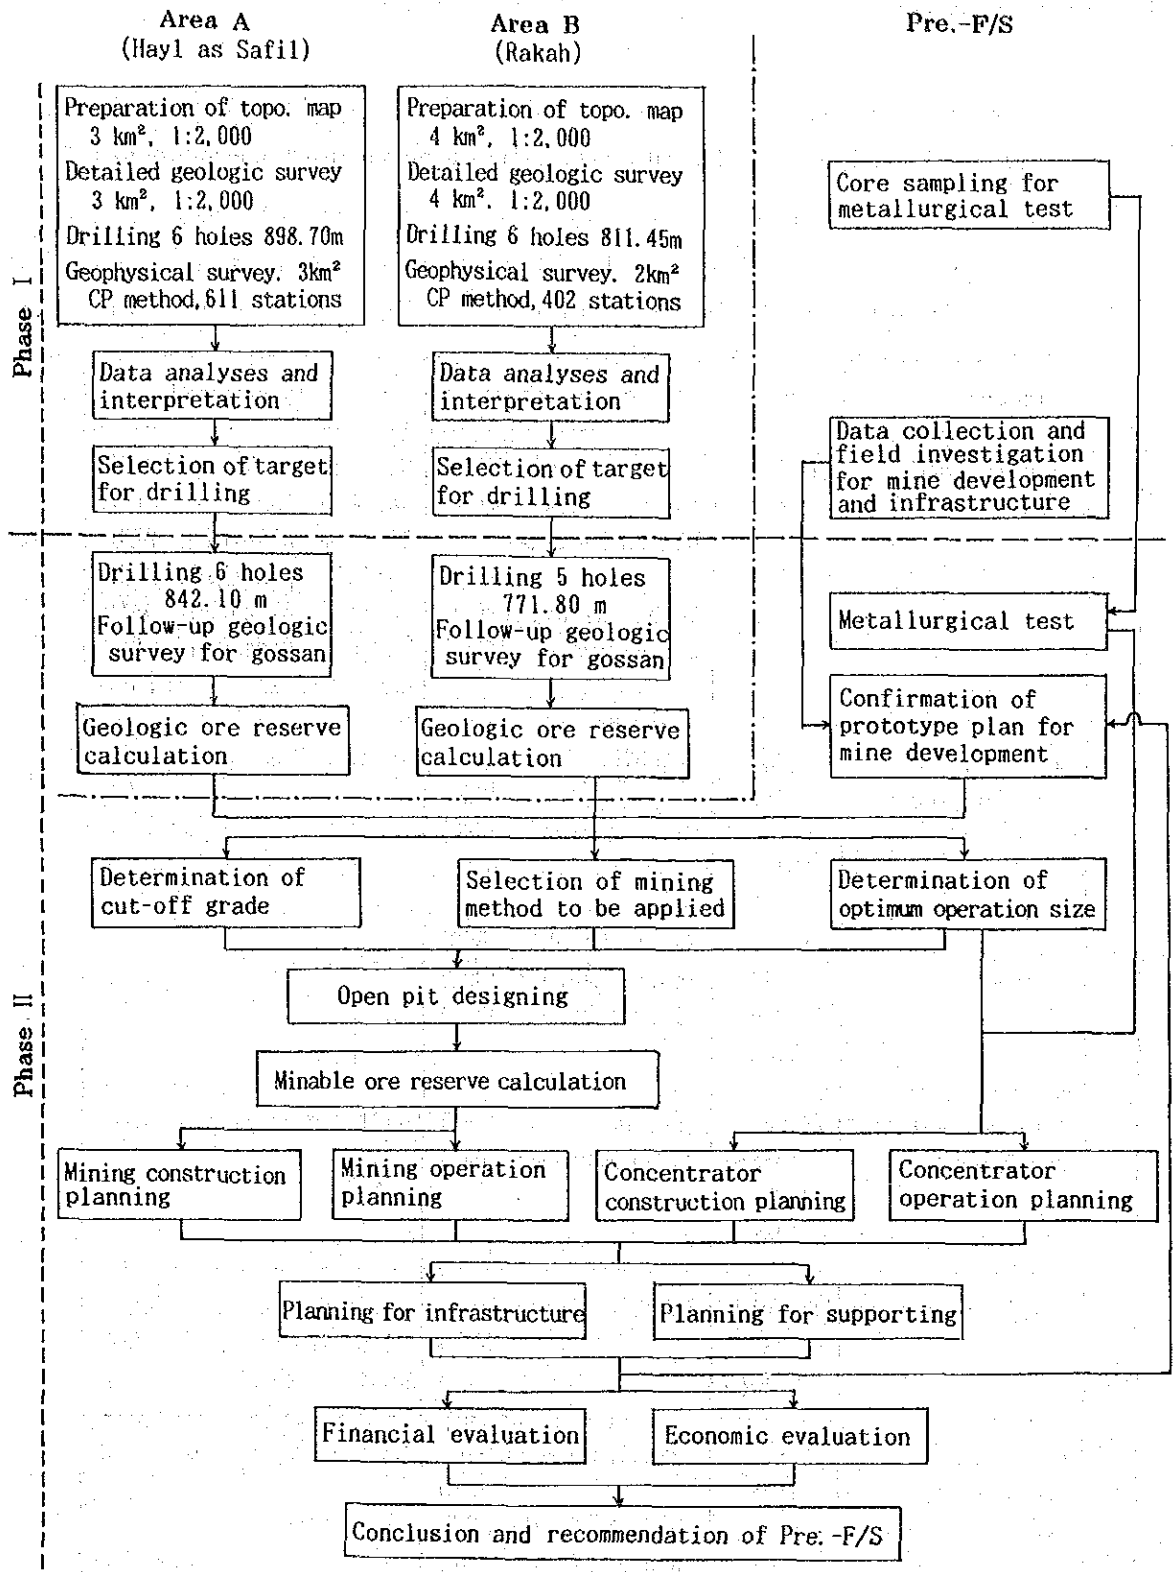 Area A
(Hayl as Safil)
Area B
(Rakah)
Pre.-F/S
Phase I
Preparation of topo. map
3 km², 1:2,000
Detailed geologic survey
3 km², 1:2,000
Drilling 6 holes 898.70m
Geophysical survey. 3km²
CP method, 611 stations
Preparation of topo. map
4 km², 1:2,000
Detailed geologic survey
4 km². 1:2,000
Drilling 6 holes 811.45m
Geophysical survey. 2km²
CP method, 402 stations
Core sampling for
metallurgical test
Data analyses and
interpretation
Data analyses and
interpretation
Data collection and
field investigation
for mine development
and infrastructure
Selection of target
for drilling
Selection of target
for drilling
Phase II
Drilling 6 holes
842.10 m
Follow-up geologic
survey for gossan
Drilling 5 holes
771.80 m
Follow-up geologic
survey for gossan
Metallurgical test
Geologic ore reserve
calculation
Geologic ore reserve
calculation
Confirmation of
prototype plan for
mine development
Determination of
cut-off grade
Selection of mining
method to be applied
Determination of
optimum operation size
Open pit designing
Minable ore reserve calculation
Mining construction
planning
Mining operation
planning
Concentrator
construction planning
Concentrator
operation planning
Planning for infrastructure
Planning for supporting
Financial evaluation
Economic evaluation
Conclusion and recommendation of Pre.-F/S